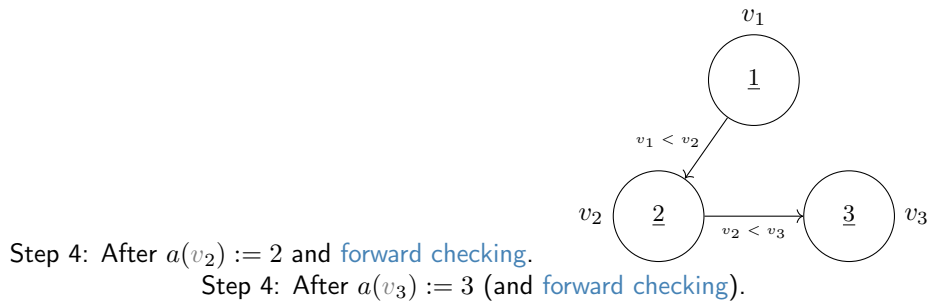 v₁
1
v₁ < v₂
v₂ 2 3 v₃
v₂ < v₃
Step 4: After a(v₂) := 2 and forward checking.
Step 4: After a(v₃) := 3 (and forward checking).